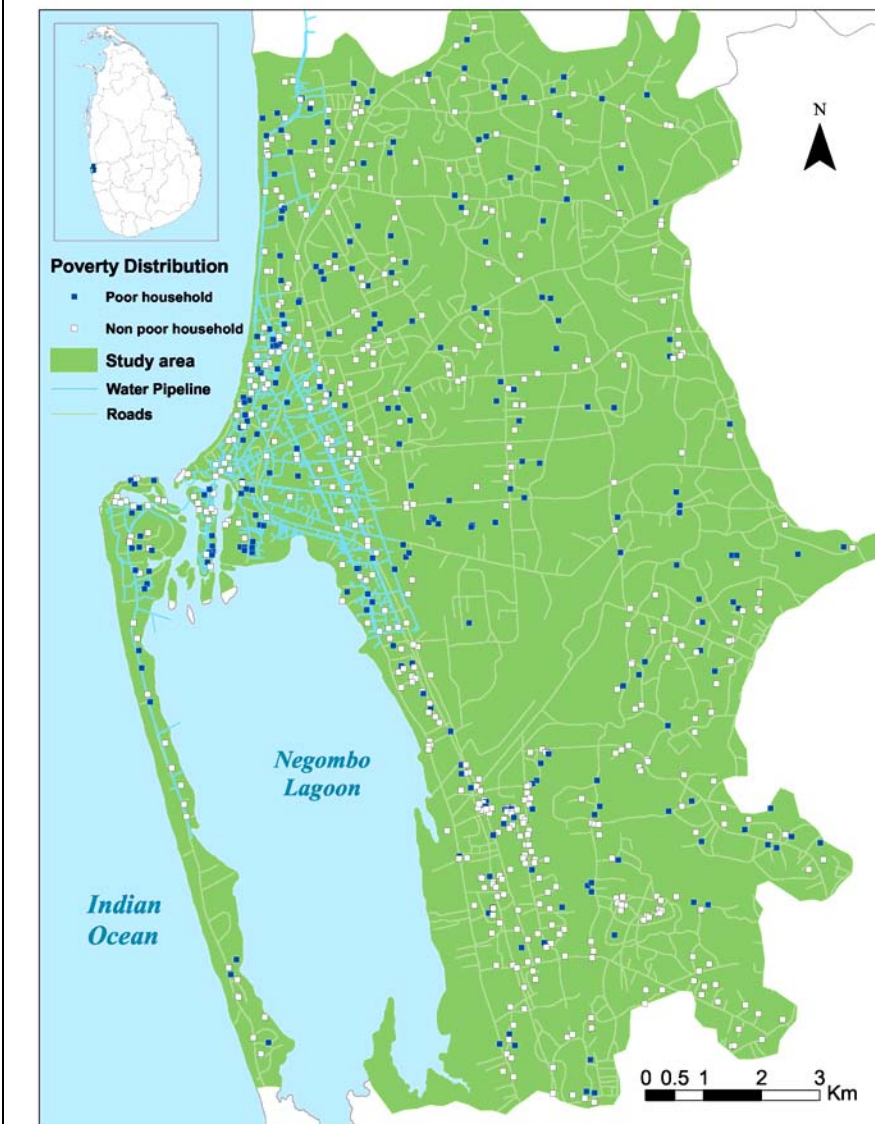 N
Poverty Distribution
Poor household
Non poor household
Study area
Water Pipeline
Roads
Negombo
Lagoon
Indian
Ocean
0 0.5 1 2 3
Km